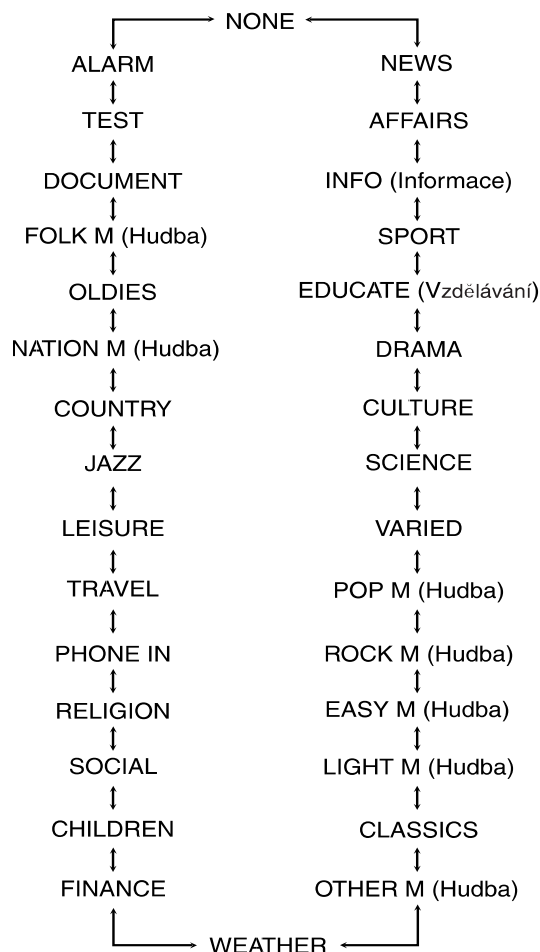 NONE
ALARM NEWS
TEST AFFAIRS
DOCUMENT INFO (Informace)
FOLK M (Hudba) SPORT
OLDIES EDUCATE (Vzdělávání)
NATION M (Hudba) DRAMA
COUNTRY CULTURE
JAZZ SCIENCE
LEISURE VARIED
TRAVEL POP M (Hudba)
PHONE IN ROCK M (Hudba)
RELIGION EASY M (Hudba)
SOCIAL LIGHT M (Hudba)
CHILDREN CLASSICS
FINANCE OTHER M (Hudba)
WEATHER